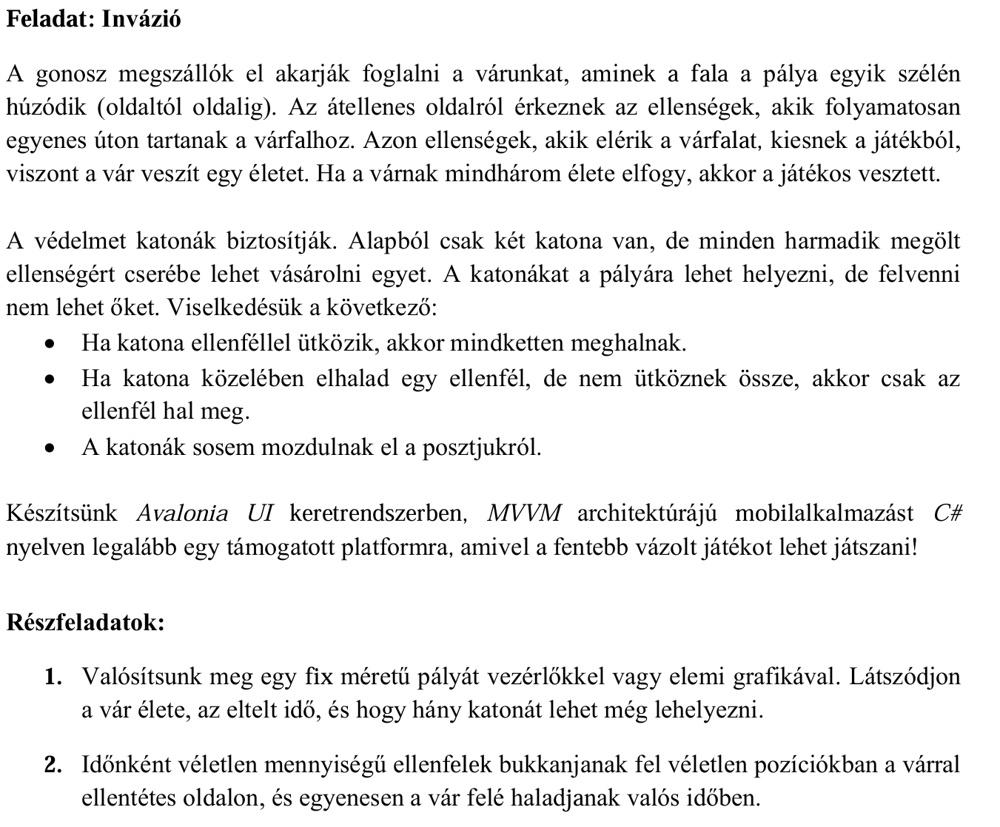 Feladat: Invázió
A gonosz megszállók el akarják foglalni a várunkat, aminek a fala a pálya egyik szélén
húzódik (oldaltól oldalig). Az átellenes oldalról érkeznek az ellenségek, akik folyamatosan
egyenes úton tartanak a várfalhoz. Azon ellenségek, akik elérik a várfalat, kiesnek a játékból,
viszont a vár veszít egy életet. Ha a várnak mindhárom élete elfogy, akkor a játékos vesztett.
A védelmet katonák biztosítják. Alapból csak két katona van, de minden harmadik megölt
ellenségért cserébe lehet vásárolni egyet. A katonákat a pályára lehet helyezni, de felvenni
nem lehet őket. Viselkedésük a következő:
• Ha katona ellenféllel ütközik, akkor mindketten meghalnak.
• Ha katona közelében elhalad egy ellenfél, de nem ütköznek össze, akkor csak az
ellenfél hal meg.
• A katonák sosem mozdulnak el a posztjukról.
Készítsünk Avalonia UI keretrendszerben, MVVM architektúrájú mobilalkalmazást C#
nyelven legalább egy támogatott platformra, amivel a fentebb vázolt játékot lehet játszani!
Részfeladatok:
1. Valósítsunk meg egy fix méretű pályát vezérlőkkel vagy elemi grafikával. Látszódjon
a vár élete, az eltelt idő, és hogy hány katonát lehet még lehelyezni.
2. Időnként véletlen mennyiségű ellenfelek bukkanjanak fel véletlen pozíciókban a várral
ellentétes oldalon, és egyenesen a vár felé haladjanak valós időben.